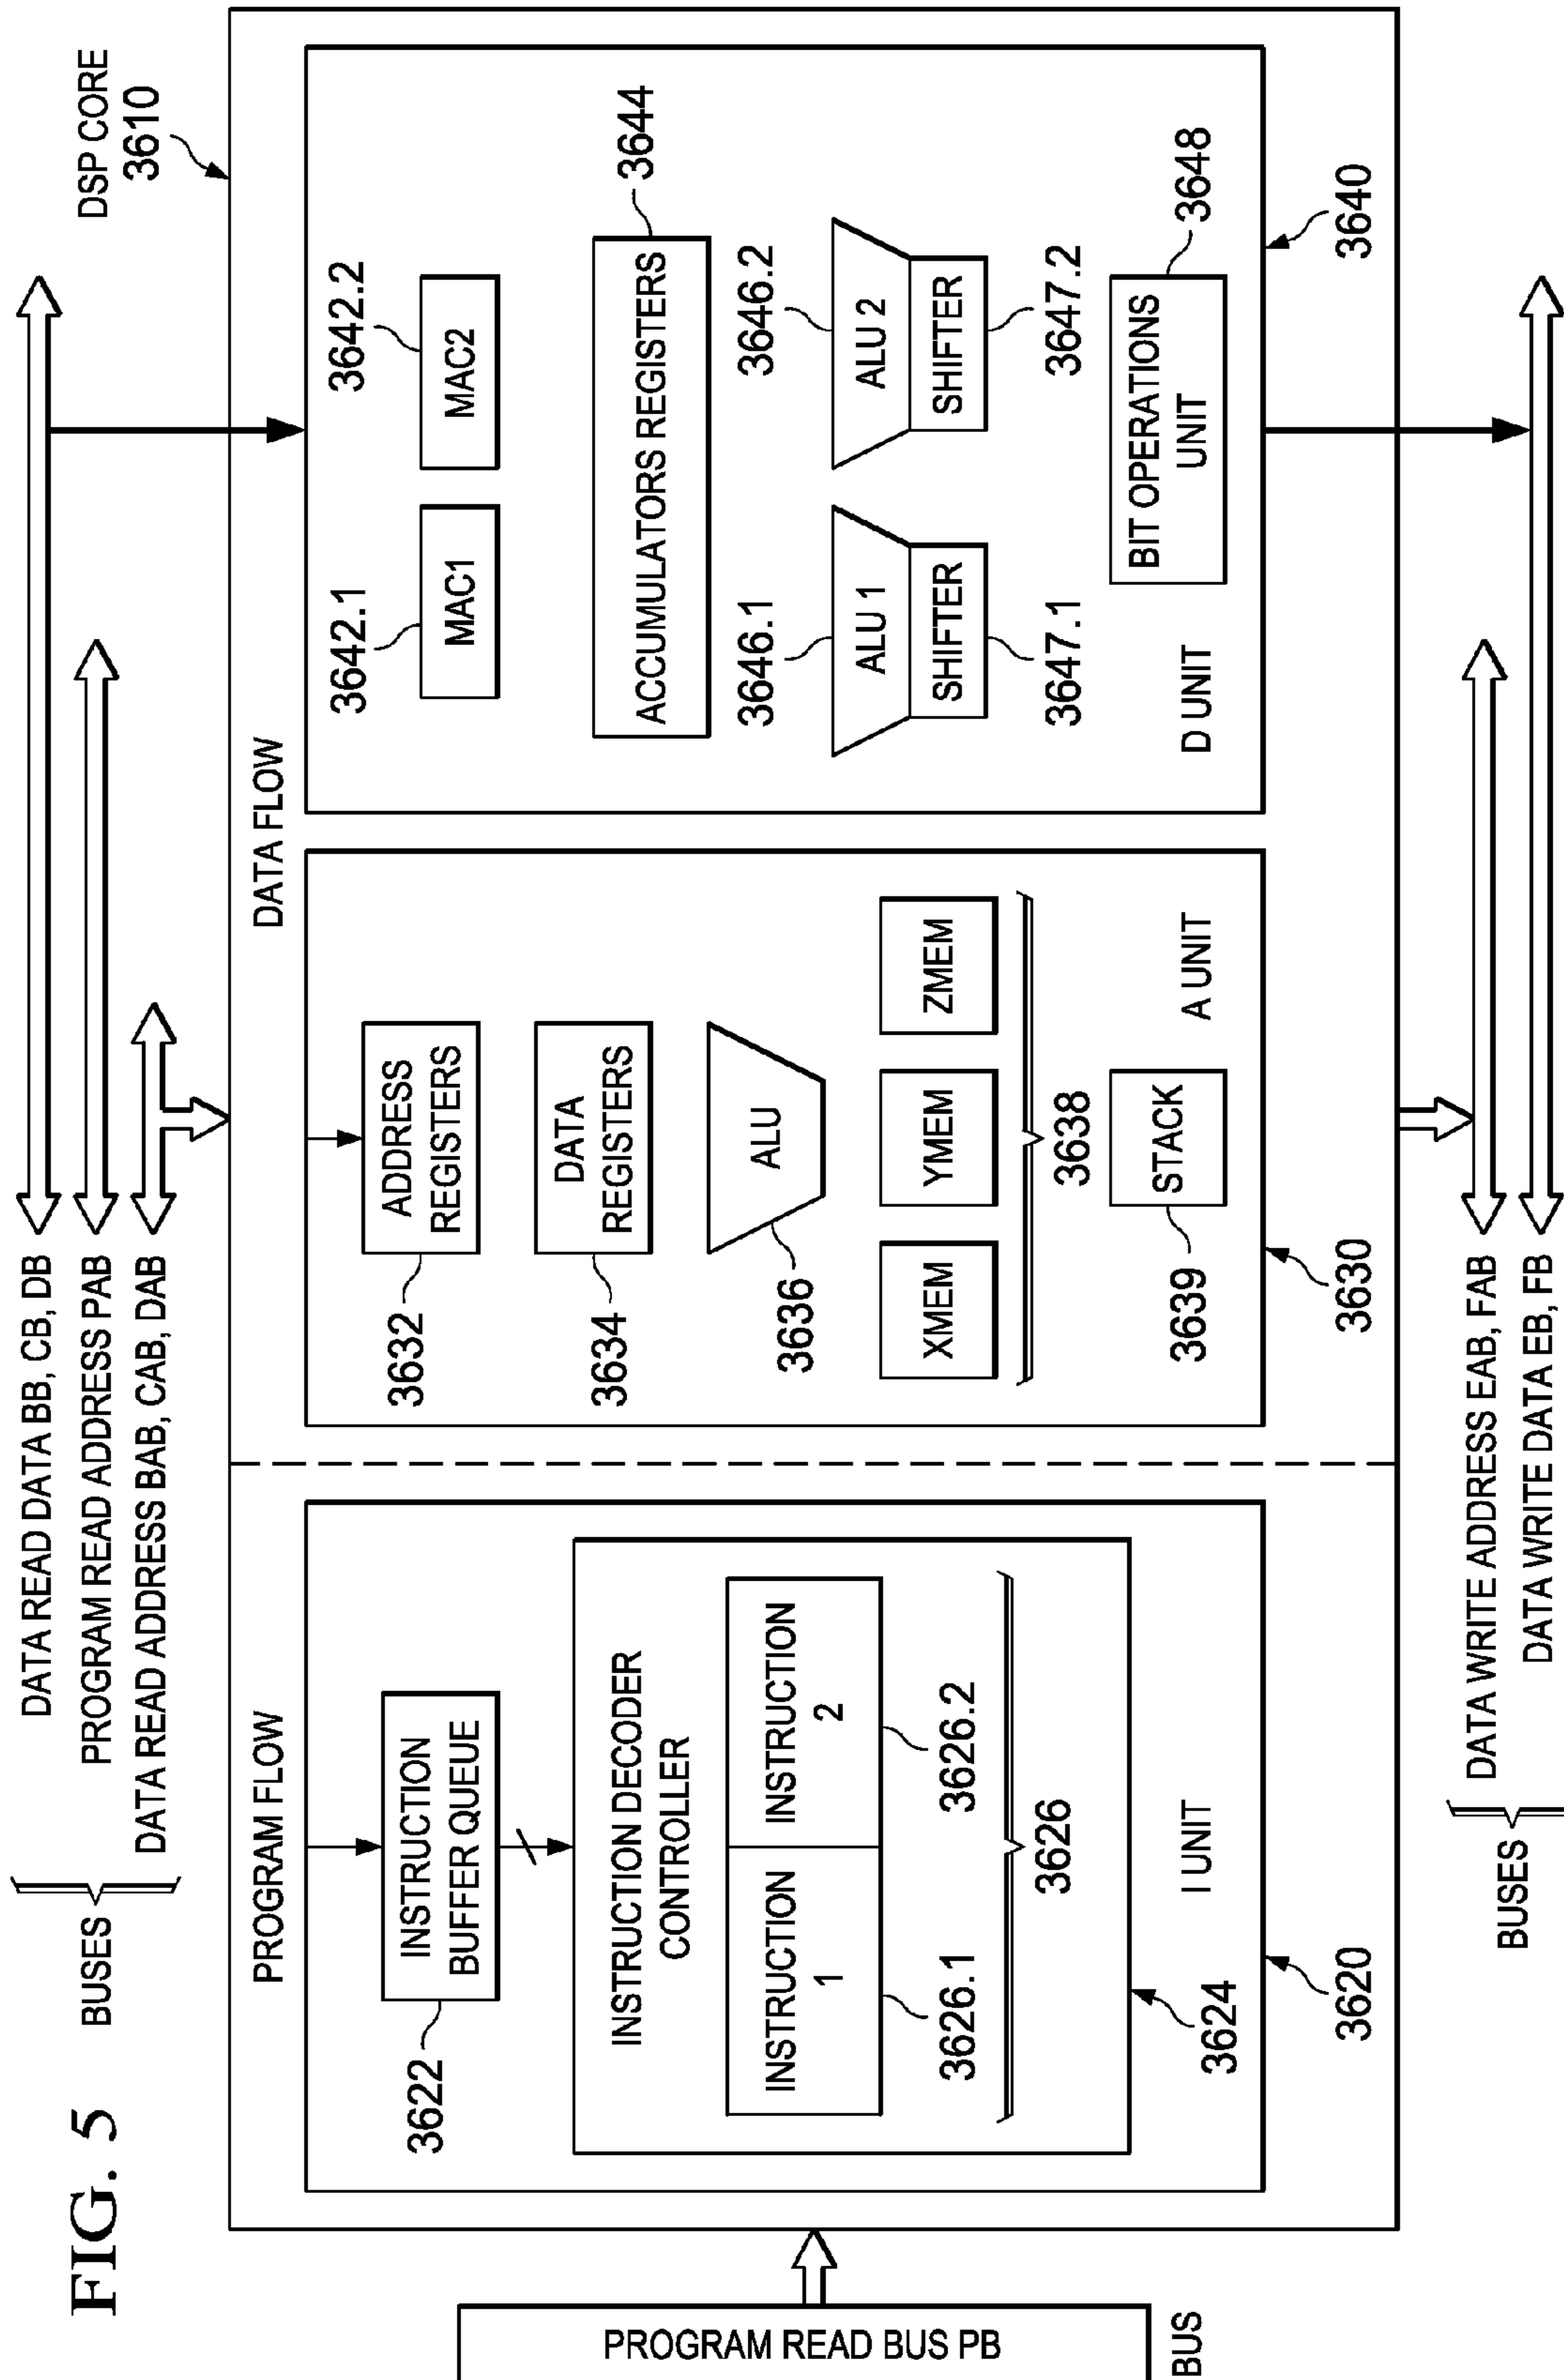 FIG. 5
BUSES
DATA READ DATA BB, CB, DB
PROGRAM READ ADDRESS PAB
DATA READ ADDRESS BAB, CAB, DAB
DSP CORE
3610
PROGRAM READ BUS PB
BUS
PROGRAM FLOW
3622
INSTRUCTION
BUFFER QUEUE
INSTRUCTION DECODER
CONTROLLER
INSTRUCTION
1
INSTRUCTION
2
3626.1
3626.2
3626
3624
I UNIT
3620
DATA FLOW
3632
ADDRESS
REGISTERS
3634
DATA
REGISTERS
3636
ALU
XMEM
YMEM
ZMEM
3638
3639
STACK
A UNIT
3630
3642.1
3642.2
MAC1
MAC2
3644
ACCUMULATORS REGISTERS
3646.1
3646.2
ALU 1
ALU 2
SHIFTER
SHIFTER
3647.1
3647.2
BIT OPERATIONS
UNIT
3648
D UNIT
3640
BUSES
DATA WRITE ADDRESS EAB, FAB
DATA WRITE DATA EB, FB